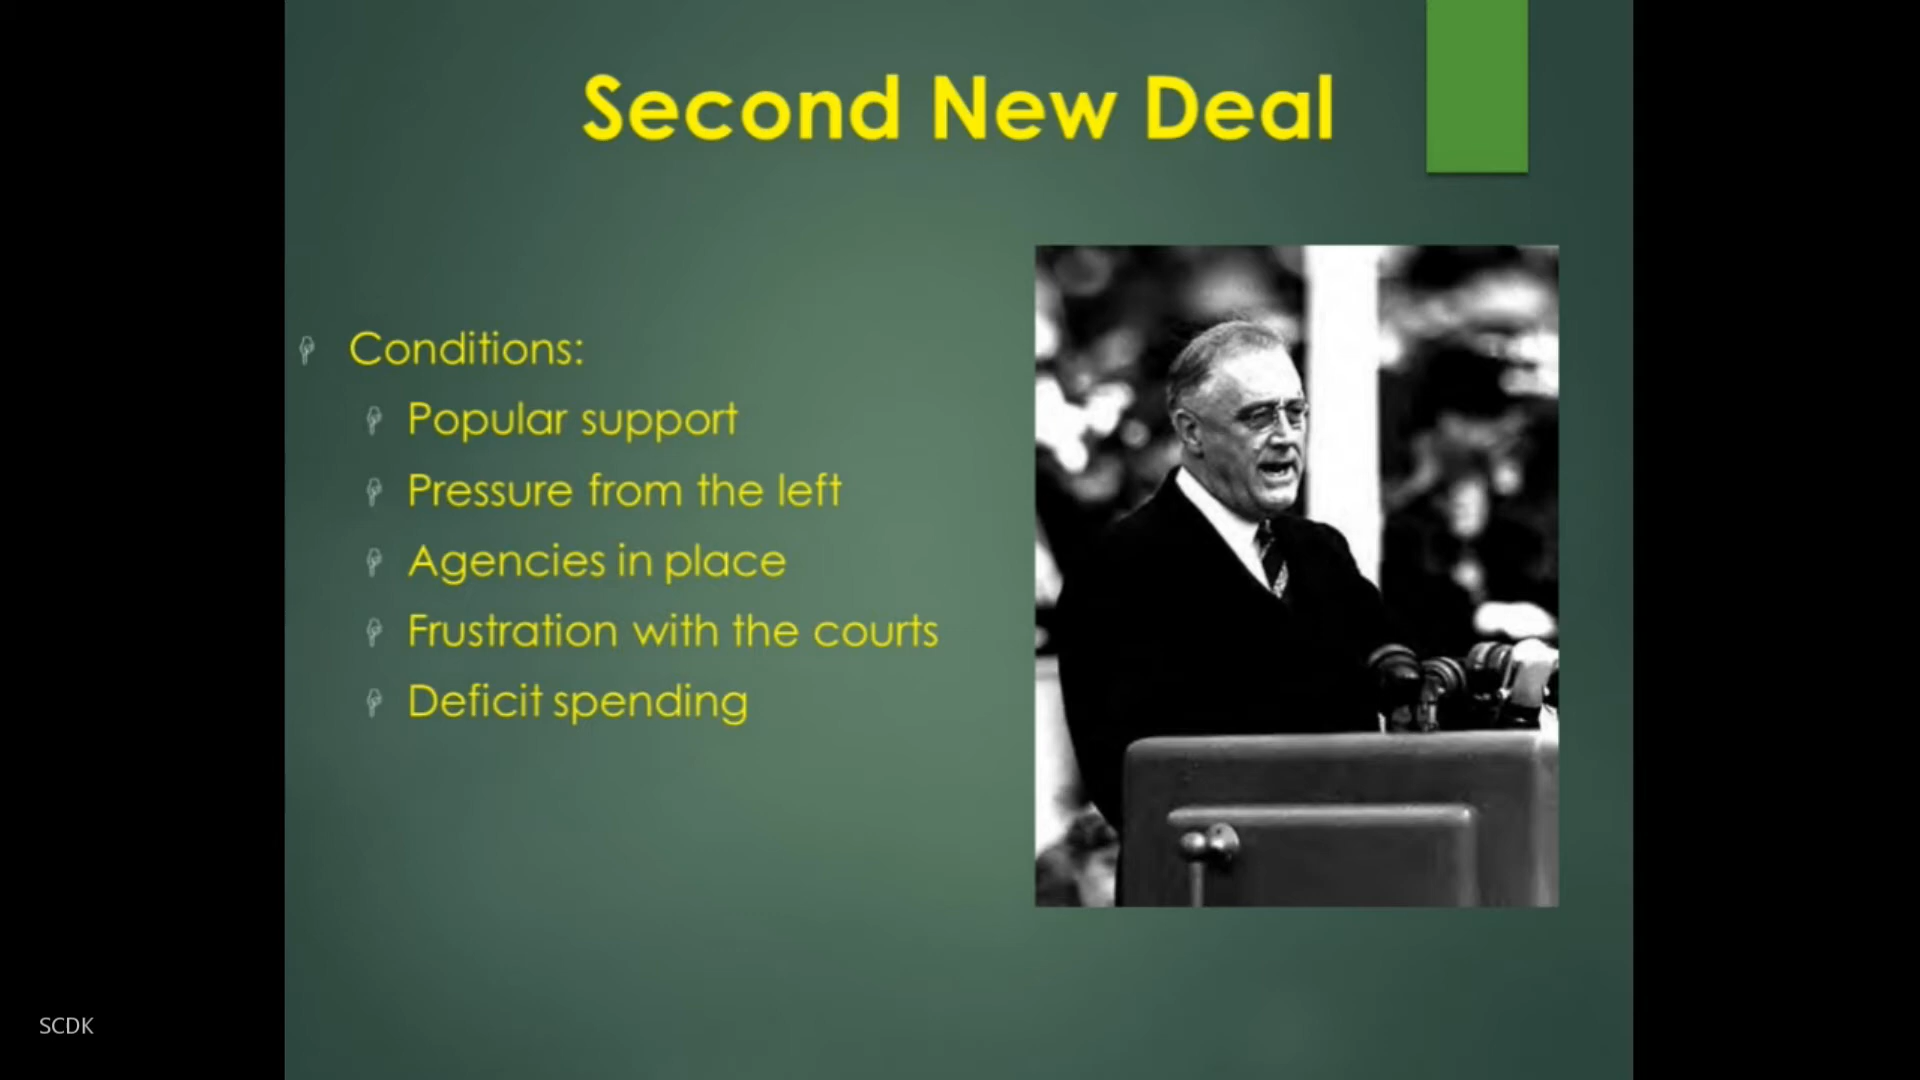 Second New Deal
Conditions:
Popular support
Pressure from the left
Agencies in place
Frustration with the courts
Deficit spending
SCDK